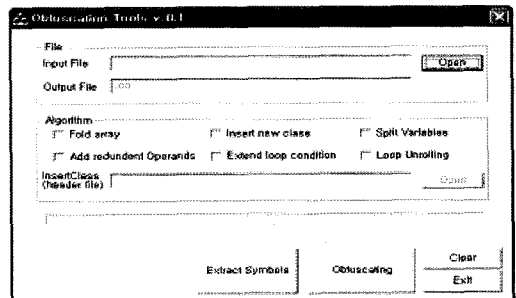 Obfuscation Tools v.0.1
File
Input File Open
Output File .00
Algorithm
Fold array Insert new class Split Variables
Add redundent Operands Extend loop condition Loop Unrolling
InsertClass
(header file) Open
Extract Symbols Obfuscating Clear
Exit